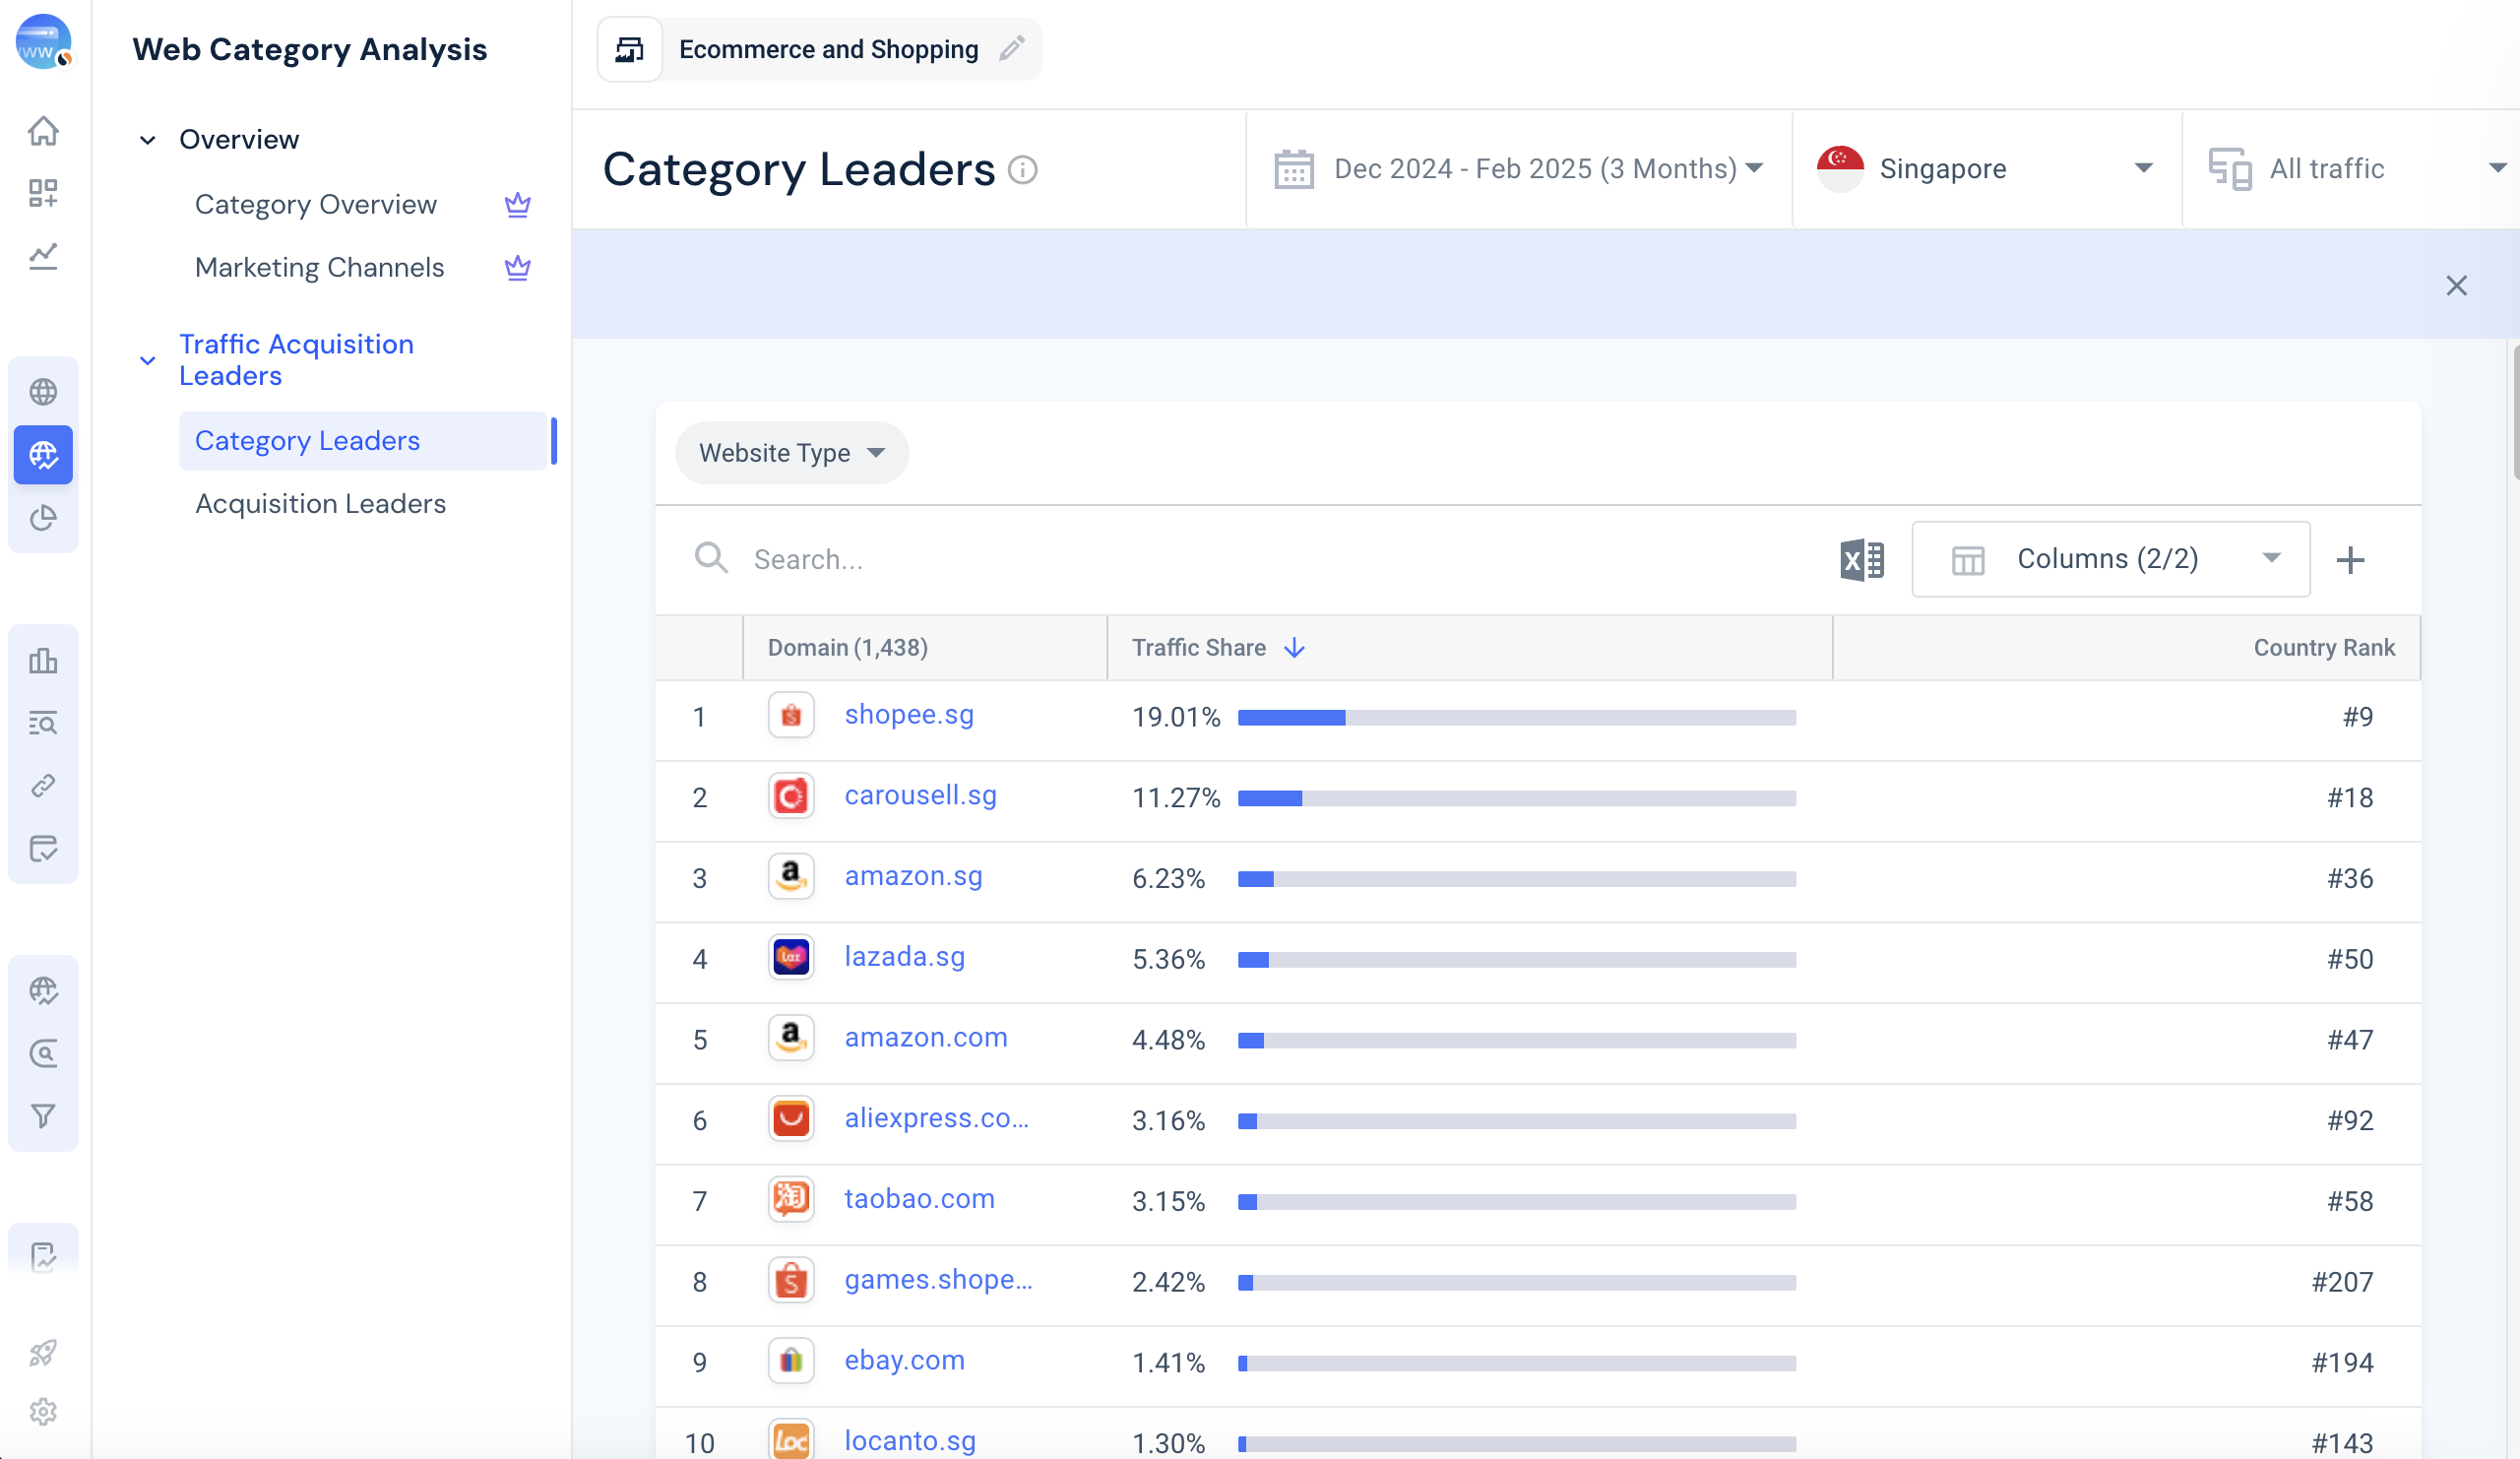 Web Category Analysis
Overview
Category Overview
Marketing Channels
Traffic Acquisition
Leaders
Category Leaders
Acquisition Leaders
Ecommerce and Shopping
Category Leaders
Dec 2024 - Feb 2025 (3 Months)
Singapore
All traffic
Website Type
Search...
Columns (2/2)
Domain (1,438) Traffic Share Country Rank
1 shopee.sg 19.01% #9
2 carousell.sg 11.27% #18
3 amazon.sg 6.23% #36
4 lazada.sg 5.36% #50
5 amazon.com 4.48% #47
6 aliexpress.co... 3.16% #92
7 taobao.com 3.15% #58
8 games.shope... 2.42% #207
9 ebay.com 1.41% #194
10 locanto.sg 1.30% #143